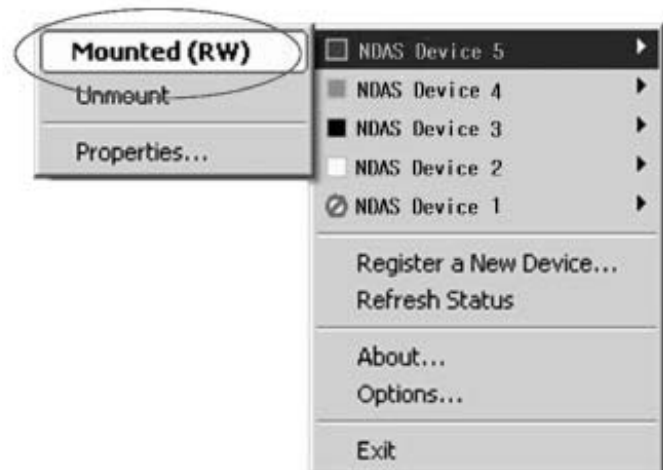 Mounted (RW)
Unmount
Properties...
NDAS Device 5
NDAS Device 4
NDAS Device 3
NDAS Device 2
NDAS Device 1
Register a New Device...
Refresh Status
About...
Options...
Exit